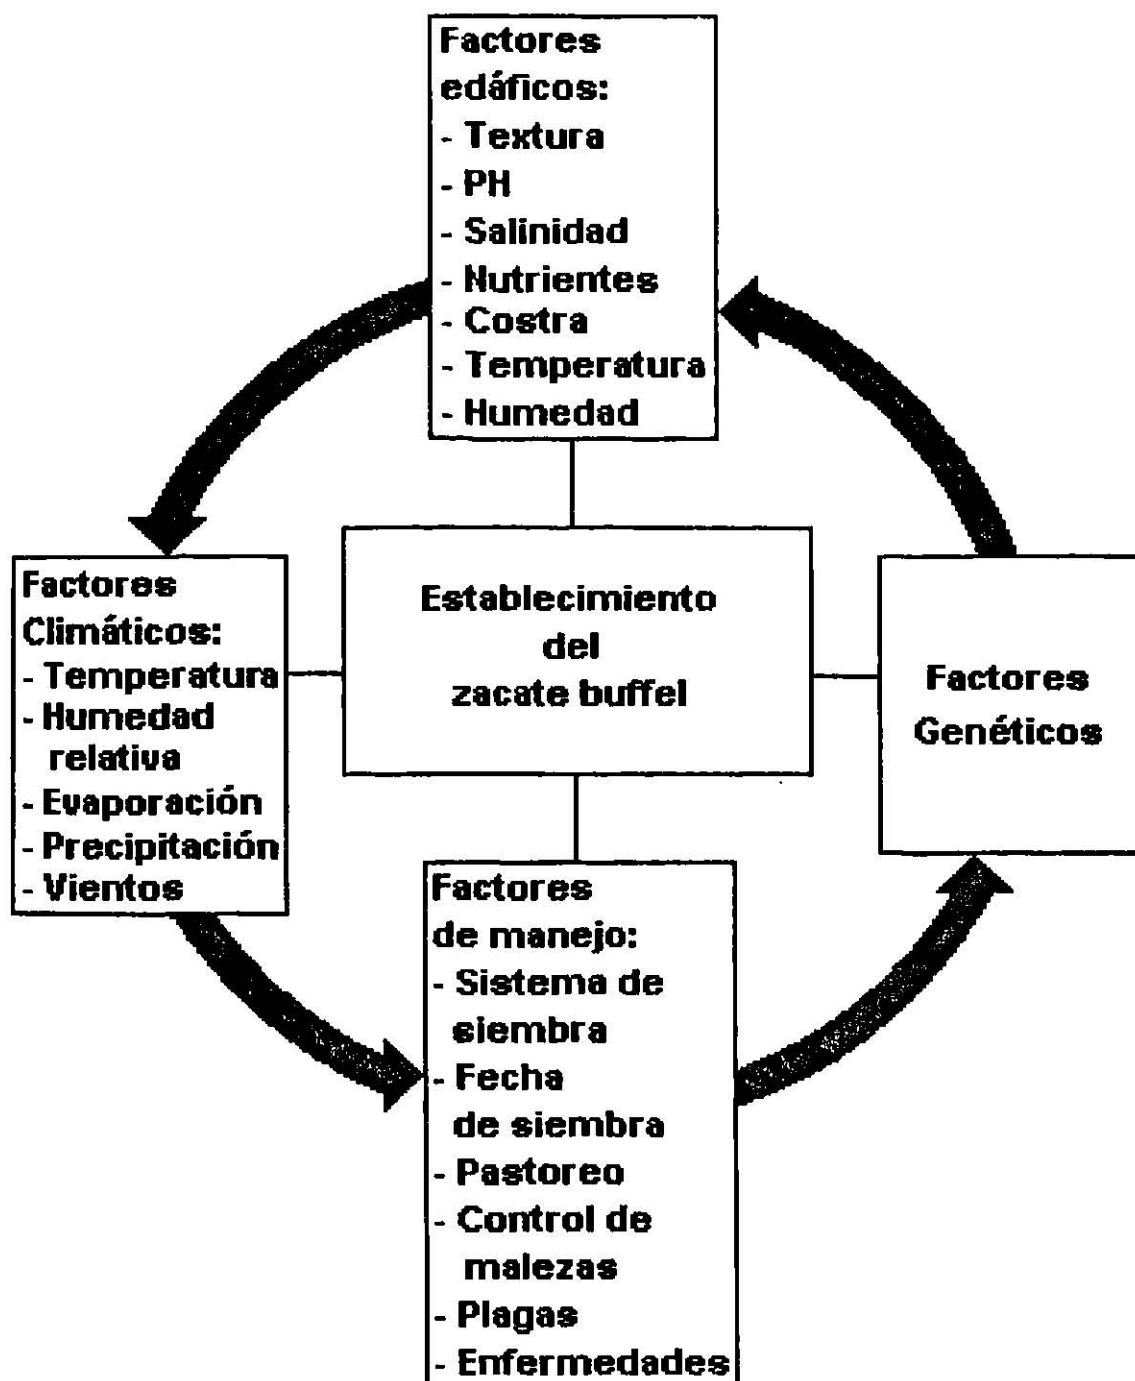 Factores
edáficos:
- Textura
- PH
- Salinidad
- Nutrientes
- Costra
- Temperatura
- Humedad
Factores
Climáticos:
- Temperatura
- Humedad
relativa
- Evaporación
- Precipitación
- Vientos
Establecimiento
del
zacate buffel
Factores
Genéticos
Factores
de manejo:
- Sistema de
siembra
- Fecha
de siembra
- Pastoreo
- Control de
malezas
- Plagas
- Enfermedades